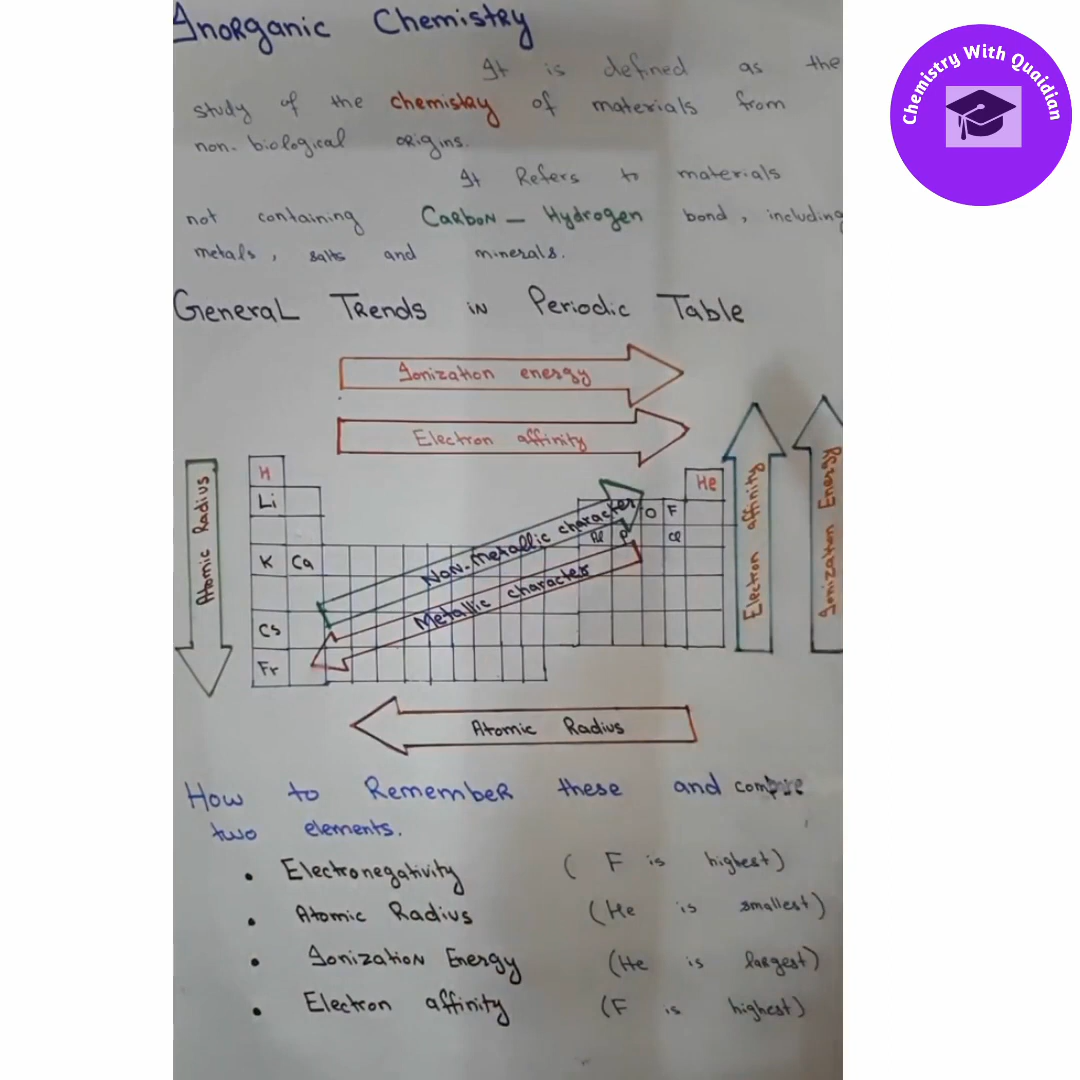 Inorganic Chemistry
Chemistry With Quaidian
It is defined as the
study of the chemistry of materials from
non-biological origins.
It Refers to materials
not containing Carbon - Hydrogen bond, including
metals, salts and minerals.
General Trends in Periodic Table
Ionization energy
Electron affinity
Atomic Radius
H
He
Li
O F
Al P Cl
K Ca
Cs
Fr
Non-Metallic character
Metallic character
Electron affinity
Ionization Energy
Atomic Radius
How to Remember these and compare
two elements.
• Electronegativity (F is highest)
• Atomic Radius (He is smallest)
• Ionization Energy (He is largest)
• Electron affinity (F is highest)